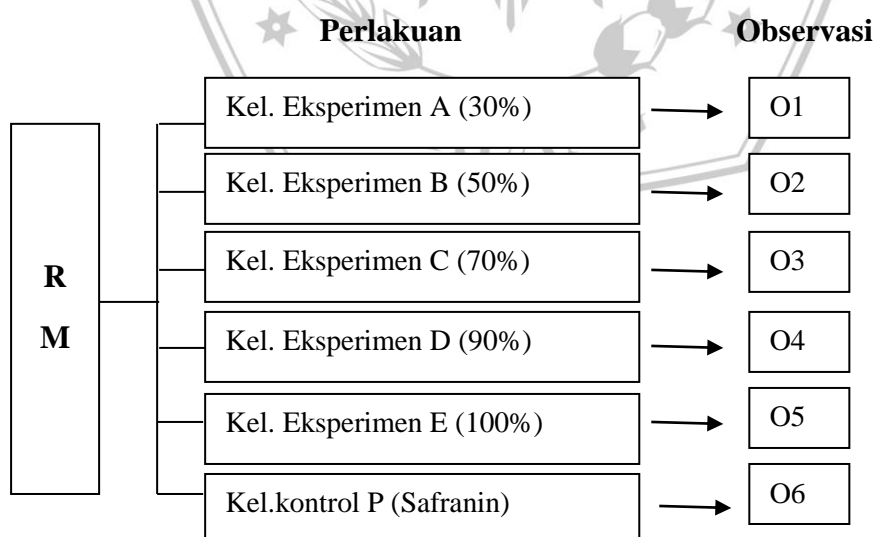 Perlakuan Observasi
Kel. Eksperimen A (30%) O1
Kel. Eksperimen B (50%) O2
Kel. Eksperimen C (70%) O3
R
M
Kel. Eksperimen D (90%) O4
Kel. Eksperimen E (100%) O5
Kel.kontrol P (Safranin) O6